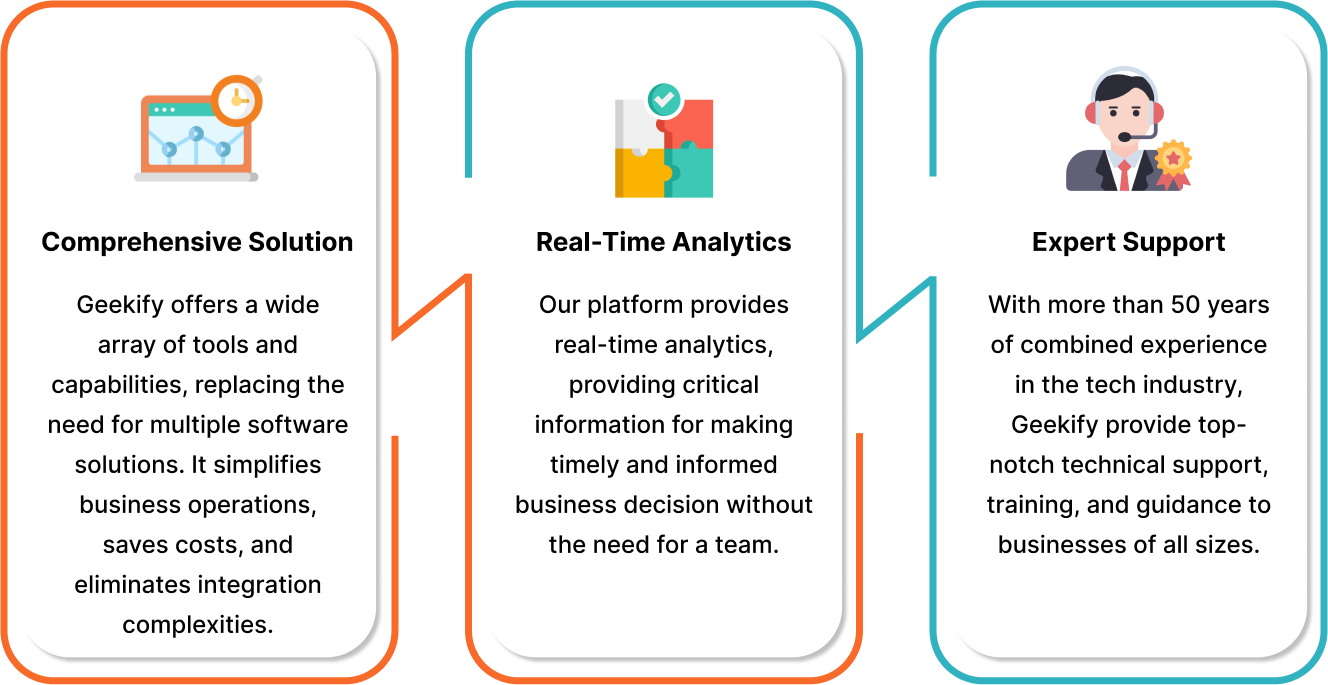 Comprehensive Solution
Geekify offers a wide
array of tools and
capabilities, replacing the
need for multiple software
solutions. It simplifies
business operations,
saves costs, and
eliminates integration
complexities.
Real-Time Analytics
Our platform provides
real-time analytics,
providing critical
information for making
timely and informed
business decision without
the need for a team.
Expert Support
With more than 50 years
of combined experience
in the tech industry,
Geekify provide top-
notch technical support,
training, and guidance to
businesses of all sizes.